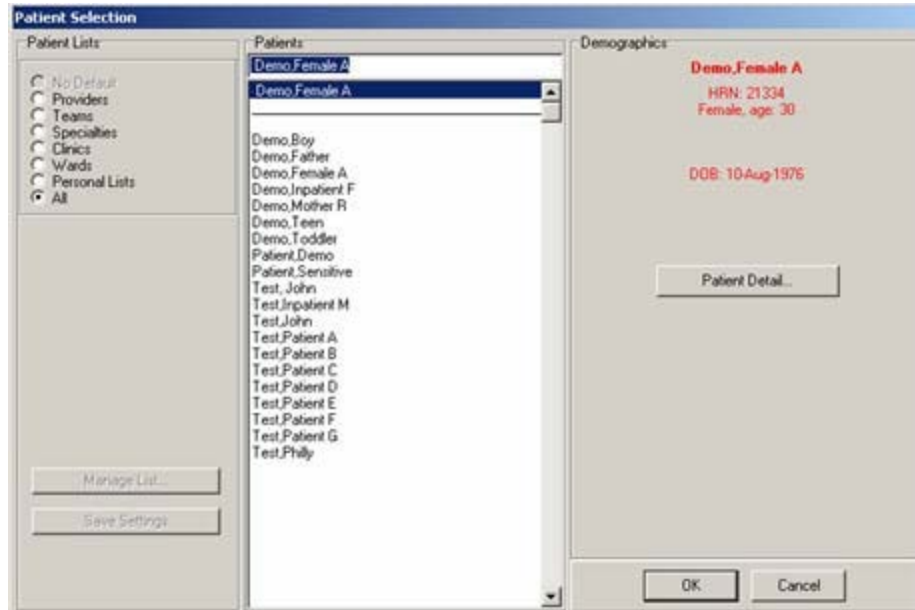 Patient Selection
Patient Lists
No Default
Providers
Teams
Specialties
Clinics
Wards
Personal Lists
All
Manage List...
Save Settings
Patients
Demo,Female A
Demo,Female A
Demo,Boy
Demo,Father
Demo,Female A
Demo,Inpatient F
Demo,Mother R
Demo,Teen
Demo,Toddler
Patient,Demo
Patient,Sensitive
Test, John
Test,Inpatient M
Test,John
Test,Patient A
Test,Patient B
Test,Patient C
Test,Patient D
Test,Patient E
Test,Patient F
Test,Patient G
Test,Philly
Demographics
Demo,Female A
HRN: 21334
Female, age: 30
DOB: 10-Aug-1976
Patient Detail...
OK
Cancel